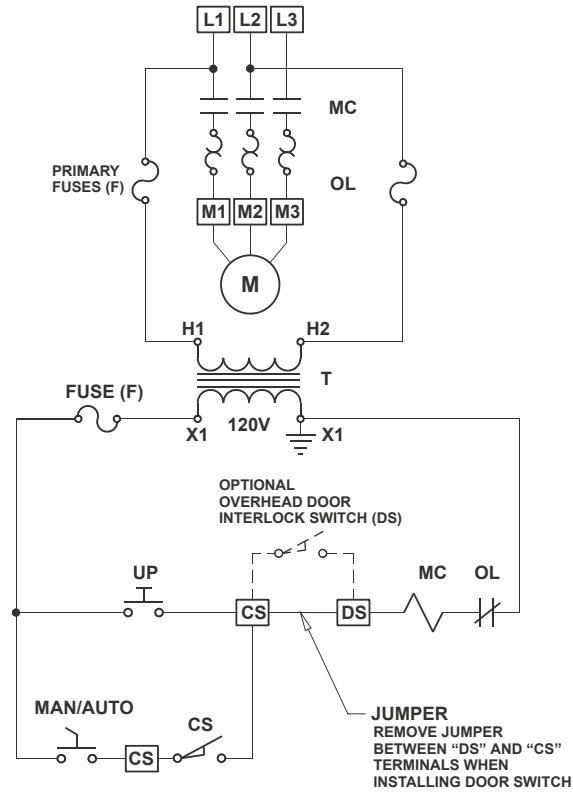 L1 L2 L3
MC
PRIMARY
FUSES (F)
OL
M1 M2 M3
M
H1 H2
T
FUSE (F)
X1 120V X1
OPTIONAL
OVERHEAD DOOR
INTERLOCK SWITCH (DS)
UP
MC OL
CS DS
MAN/AUTO
CS
CS
JUMPER
REMOVE JUMPER
BETWEEN “DS” AND “CS”
TERMINALS WHEN
INSTALLING DOOR SWITCH